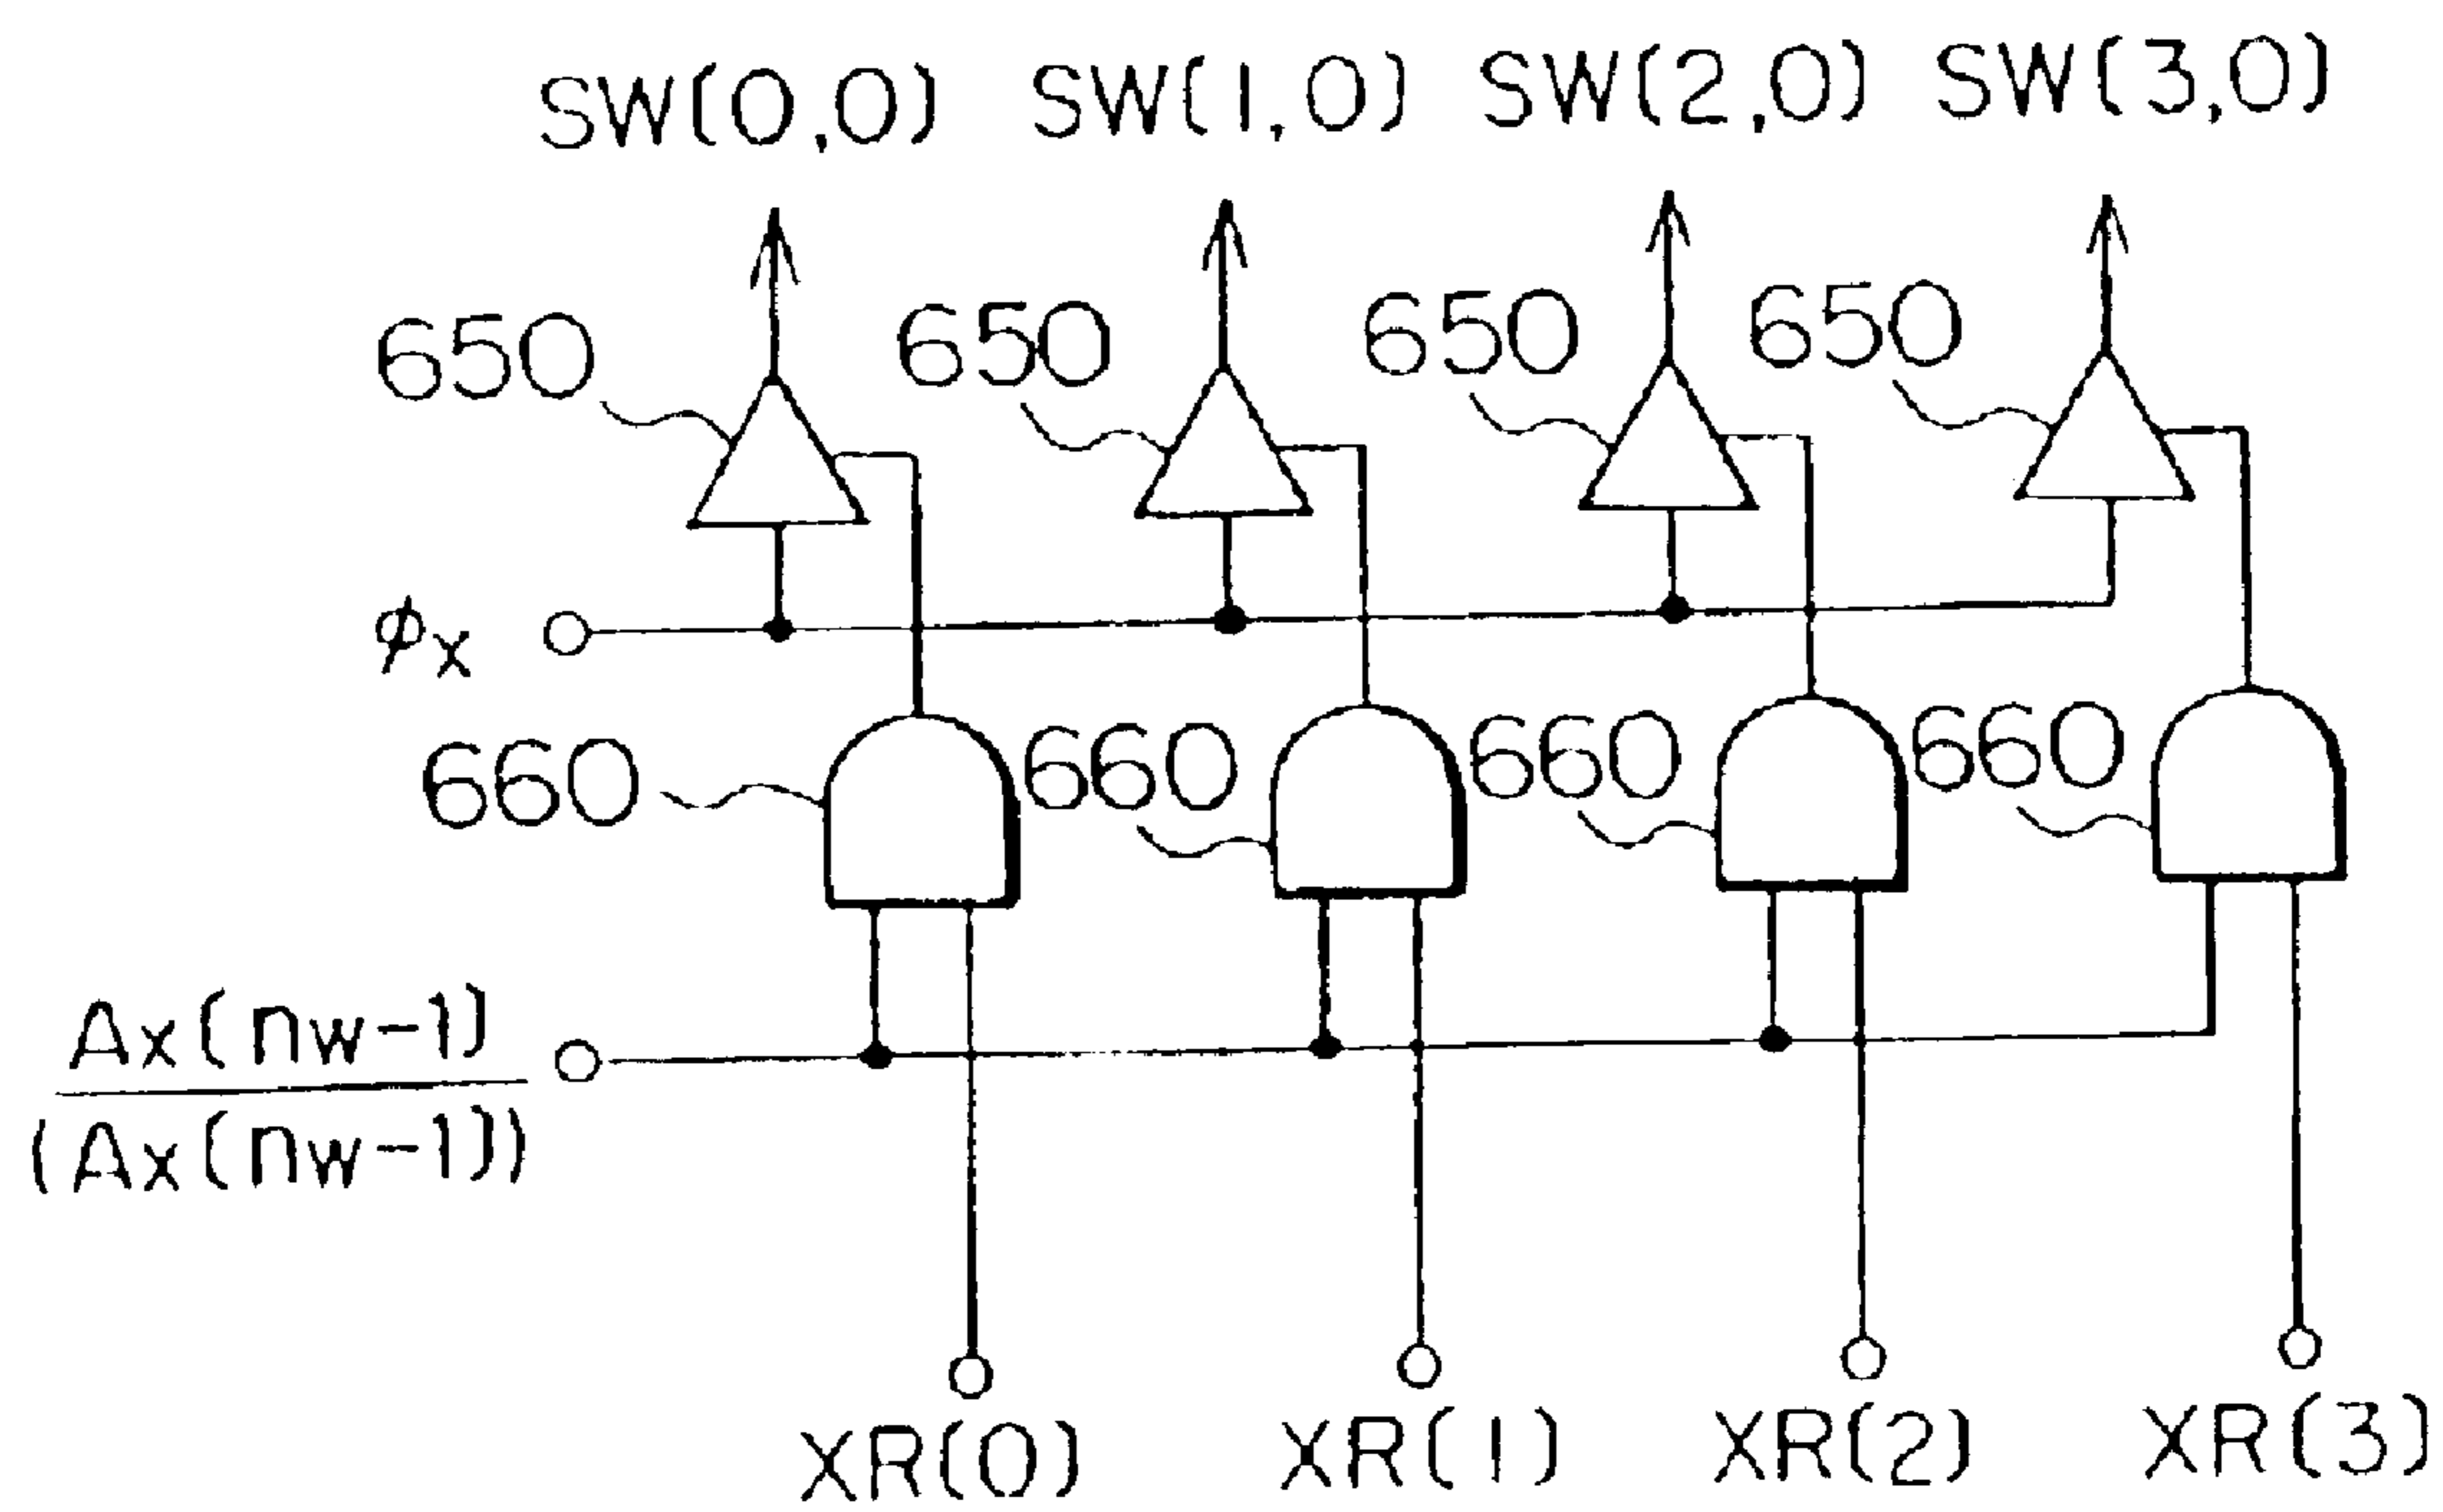 SW(0,0) SW(1,0) SW(2,0) SW(3,0)
650 650 650 650
φx
660 660 660 660
Ax(nw-1)
(Ax(nw-1))
XR(0) XR(1) XR(2) XR(3)